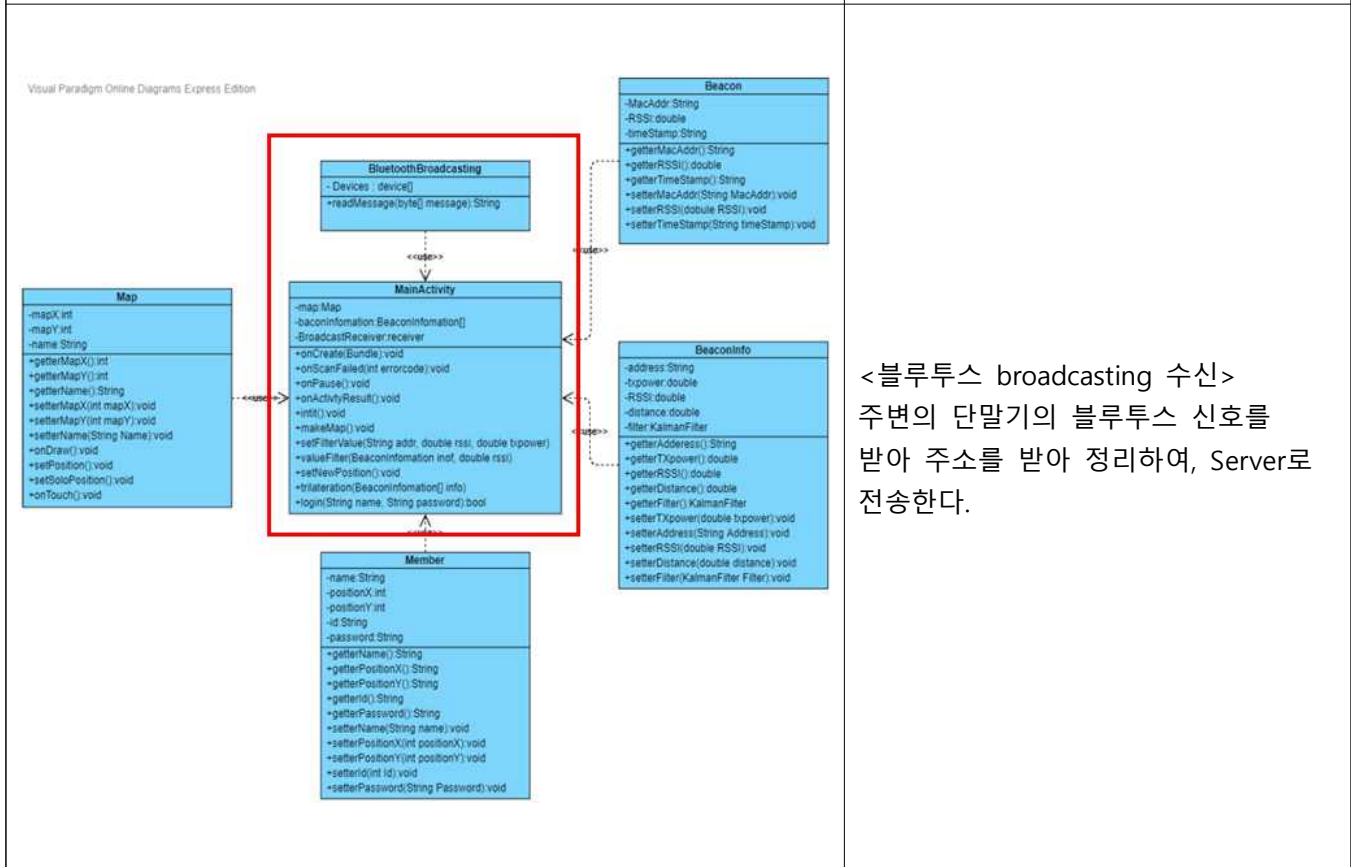 Visual Paradigm Online Diagrams Express Edition
Beacon
-MacAddr:String
-RSSI:double
-timeStamp:String
+getterMacAddr():String
+getterRSSI():double
+getterTimeStamp():String
+setterMacAddr(String MacAddr):void
+setterRSSI(dobule RSSI):void
+setterTimeStamp(String timeStamp):void
BluetoothBroadcasting
- Devices : device[]
+readMessage(byte[] message):String
<<use>>
<<use>>
Map
-mapX:int
-mapY:int
-name:String
+getterMapX():int
+getterMapY():int
+getterName():String
+setterMapX(int mapX):void
+setterMapY(int mapY):void
+setterName(String Name):void
+onDraw():void
+setPosition():void
+setSoloPosition():void
+onTouch():void
<<use>>
MainActivity
-map:Map
-baconInfomation:BeaconInfomation[]
-BroadcastReceiver:receiver
+onCreate(Bundle):void
+onScanFailed(int errorcode):void
+onPause():void
+onActivtyResult():void
+intit():void
+makeMap():void
+setFilterValue(String addr, double rssi, double txpower)
+valueFilter(BeaconInfomation inof, double rssi)
+setNewPosition():void
+trilateration(BeaconInfomation[] info)
+login(String name, String password):bool
<<use>>
BeaconInfo
-address:String
-txpower:double
-RSSI:double
-distance:double
-filter:KalmanFilter
+getterAdderess():String
+getterTXpower():double
+getterRSSI():double
+getterDistance():double
+getterFilter():KalmanFilter
+setterTXpower(double txpower):void
+setterAddress(String Address):void
+setterRSSI(double RSSI):void
+setterDistance(double distance):void
+setterFilter(KalmanFilter Filter):void
<<use>>
Member
-name:String
-positionX:int
-positionY:int
-id:String
-password:String
+getterName():String
+getterPositionX():String
+getterPositionY():String
+getterId():String
+getterPassword():String
+setterName(String name):void
+setterPositionX(int positionX):void
+setterPositionY(int positionY):void
+setterId(int Id):void
+setterPassword(String Password):void
<블루투스 broadcasting 수신>
주변의 단말기의 블루투스 신호를
받아 주소를 받아 정리하여, Server로
전송한다.